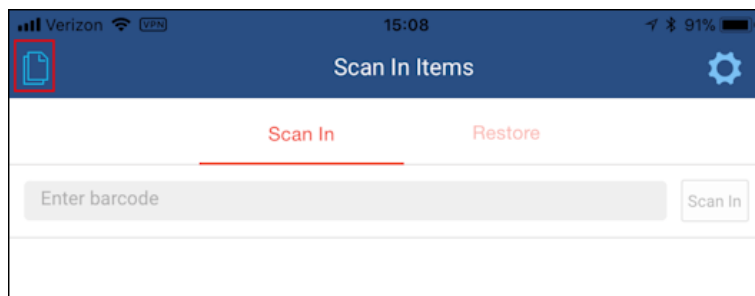 Verizon VPN 15:08 91%
Scan In Items
Scan In Restore
Enter barcode Scan In